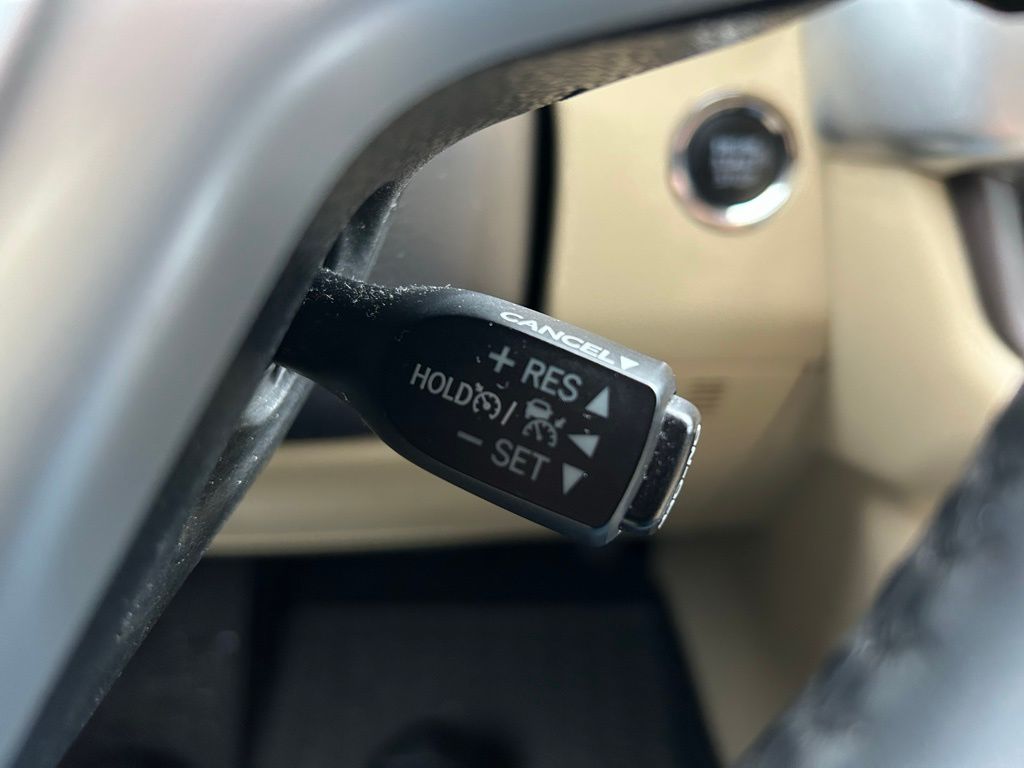 CANCEL▼
+ RES ▲
HOLD / ◀
− SET ▼